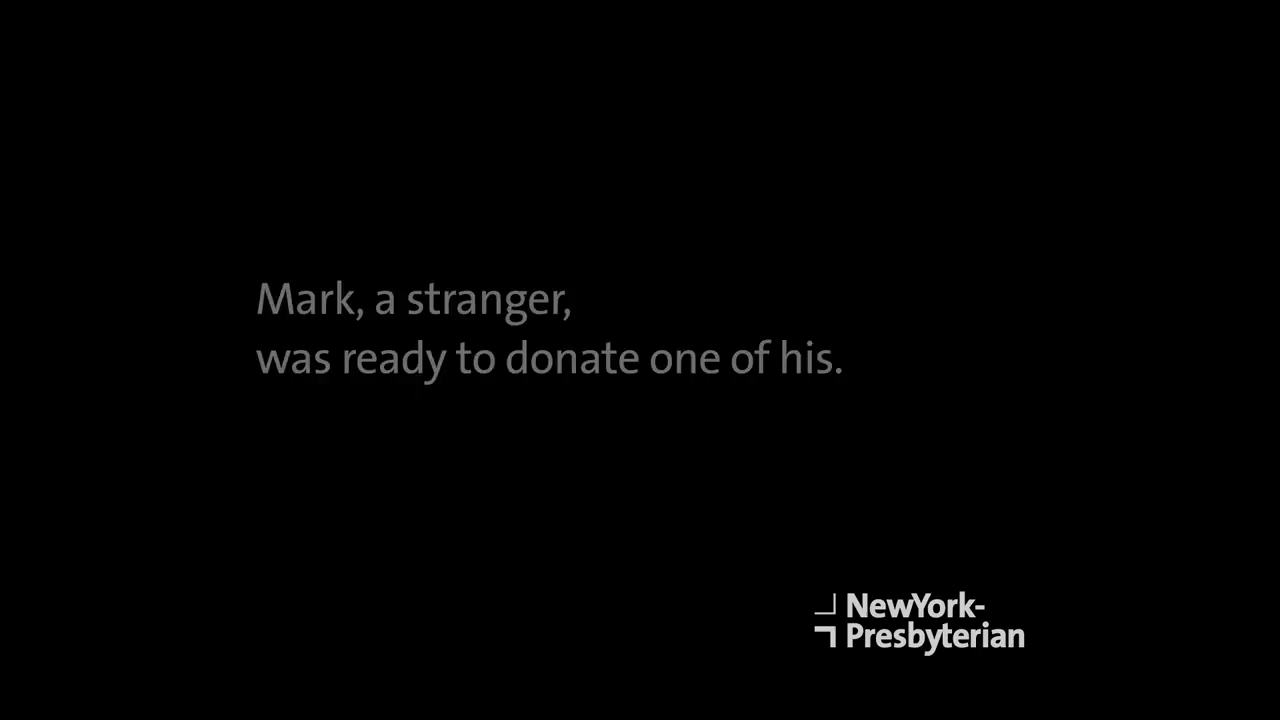 Mark, a stranger,
was ready to donate one of his.
NewYork-
Presbyterian